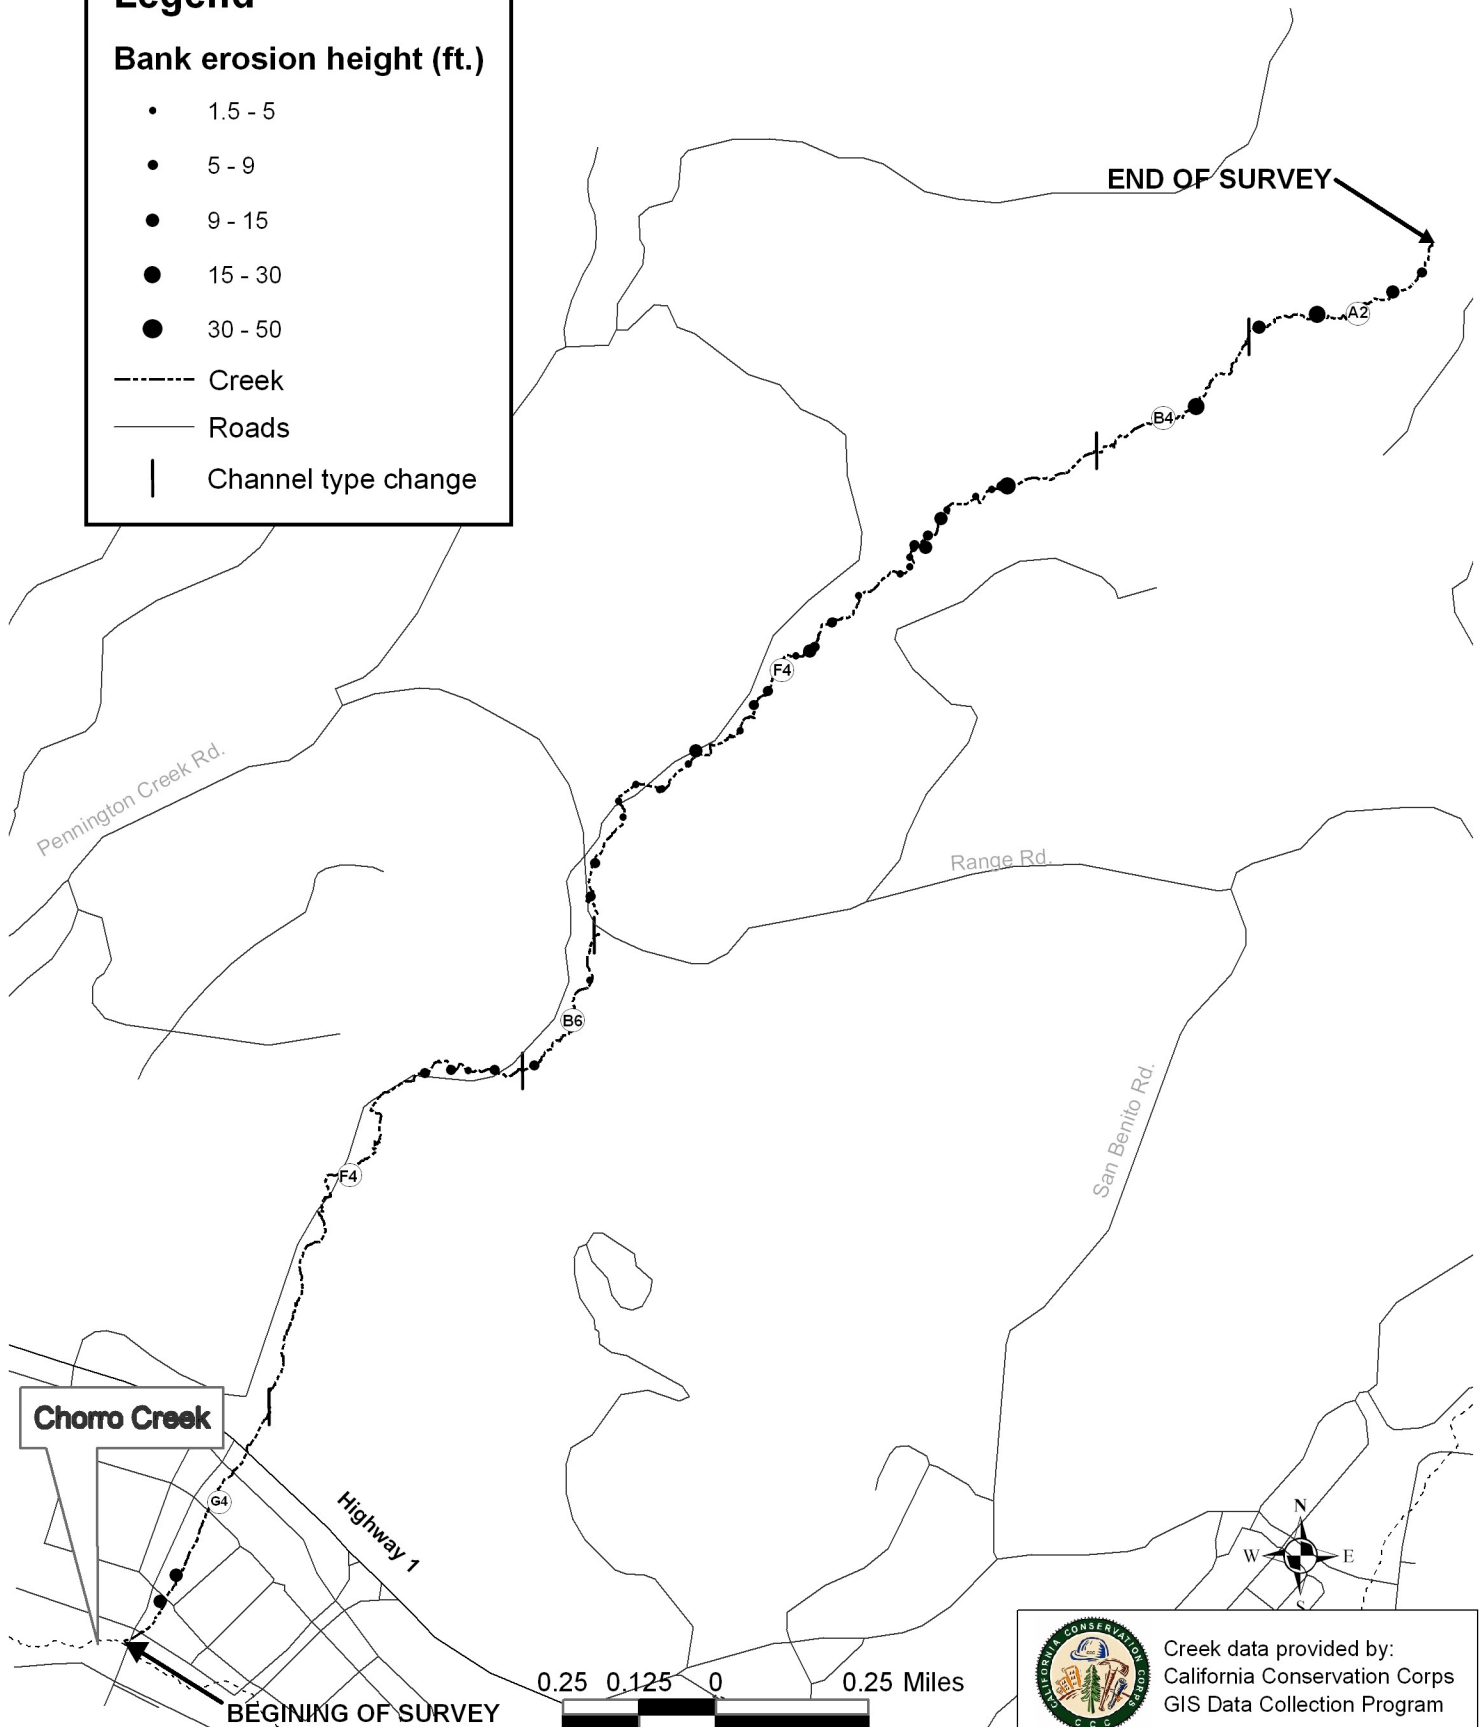 Legend
Bank erosion height (ft.)
1.5 - 5
5 - 9
9 - 15
15 - 30
30 - 50
Creek
Roads
Channel type change
END OF SURVEY
A2
B4
F4
Pennington Creek Rd.
Range Rd.
B6
San Benito Rd.
F4
Chorro Creek
G4
Highway 1
N
W E
S
BEGINING OF SURVEY
0.25 0.125 0 0.25 Miles
CALIFORNIA CONSERVATION CORPS
C C C
Creek data provided by:
California Conservation Corps
GIS Data Collection Program